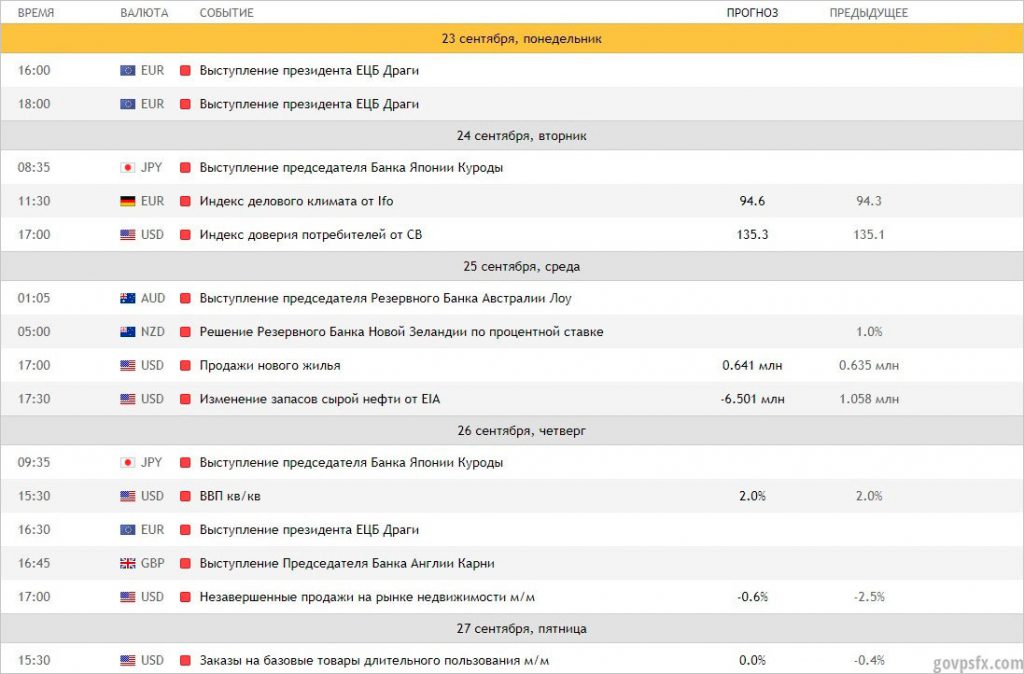 ВРЕМЯ ВАЛЮТА СОБЫТИЕ ПРОГНОЗ ПРЕДЫДУЩЕЕ
23 сентября, понедельник
16:00 EUR Выступление президента ЕЦБ Драги
18:00 EUR Выступление президента ЕЦБ Драги
24 сентября, вторник
08:35 JPY Выступление председателя Банка Японии Куроды
11:30 EUR Индекс делового климата от Ifo 94.6 94.3
17:00 USD Индекс доверия потребителей от CB 135.3 135.1
25 сентября, среда
01:05 AUD Выступление председателя Резервного Банка Австралии Лоу
05:00 NZD Решение Резервного Банка Новой Зеландии по процентной ставке 1.0%
17:00 USD Продажи нового жилья 0.641 млн 0.635 млн
17:30 USD Изменение запасов сырой нефти от EIA -6.501 млн 1.058 млн
26 сентября, четверг
09:35 JPY Выступление председателя Банка Японии Куроды
15:30 USD ВВП кв/кв 2.0% 2.0%
16:30 EUR Выступление президента ЕЦБ Драги
16:45 GBP Выступление Председателя Банка Англии Карни
17:00 USD Незавершенные продажи на рынке недвижимости м/м -0.6% -2.5%
27 сентября, пятница
15:30 USD Заказы на базовые товары длительного пользования м/м 0.0% -0.4%
govpsfx.com